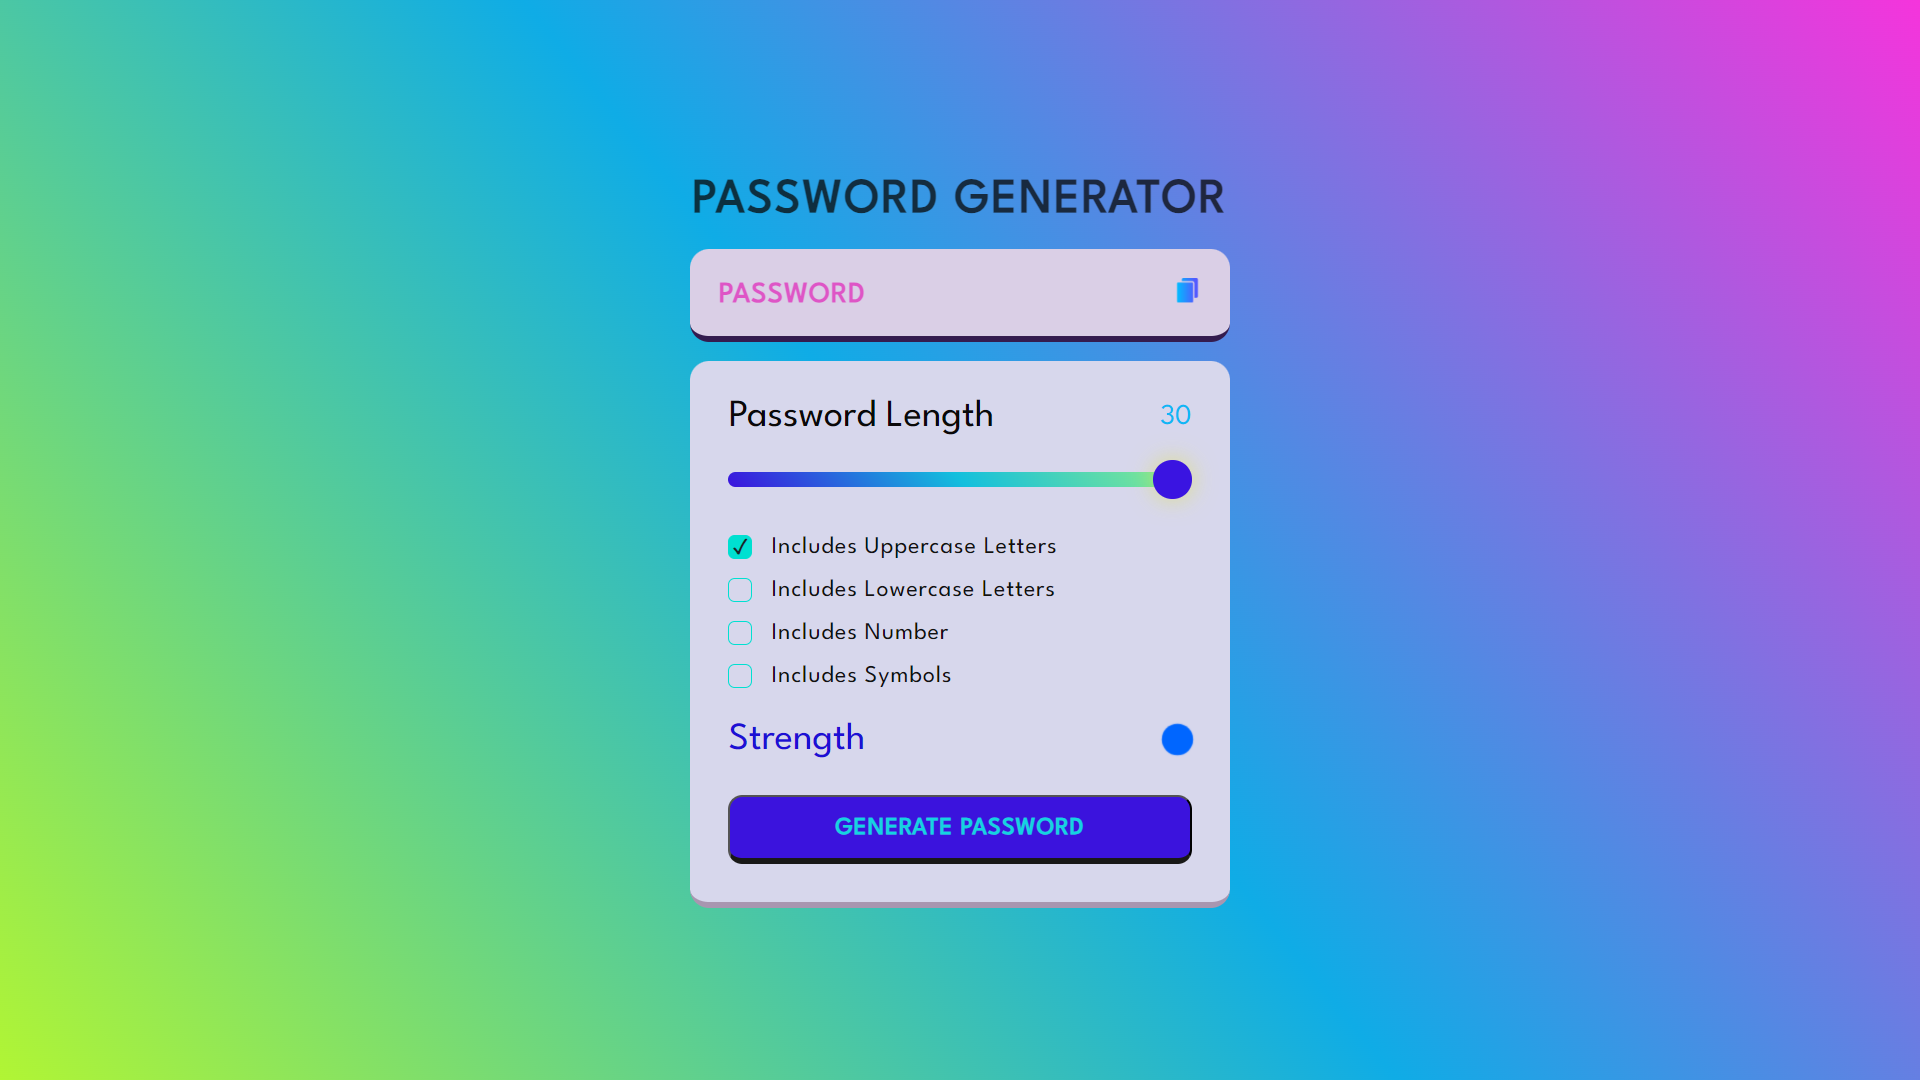 PASSWORD GENERATOR
PASSWORD
Password Length 30
Includes Uppercase Letters
Includes Lowercase Letters
Includes Number
Includes Symbols
Strength
GENERATE PASSWORD